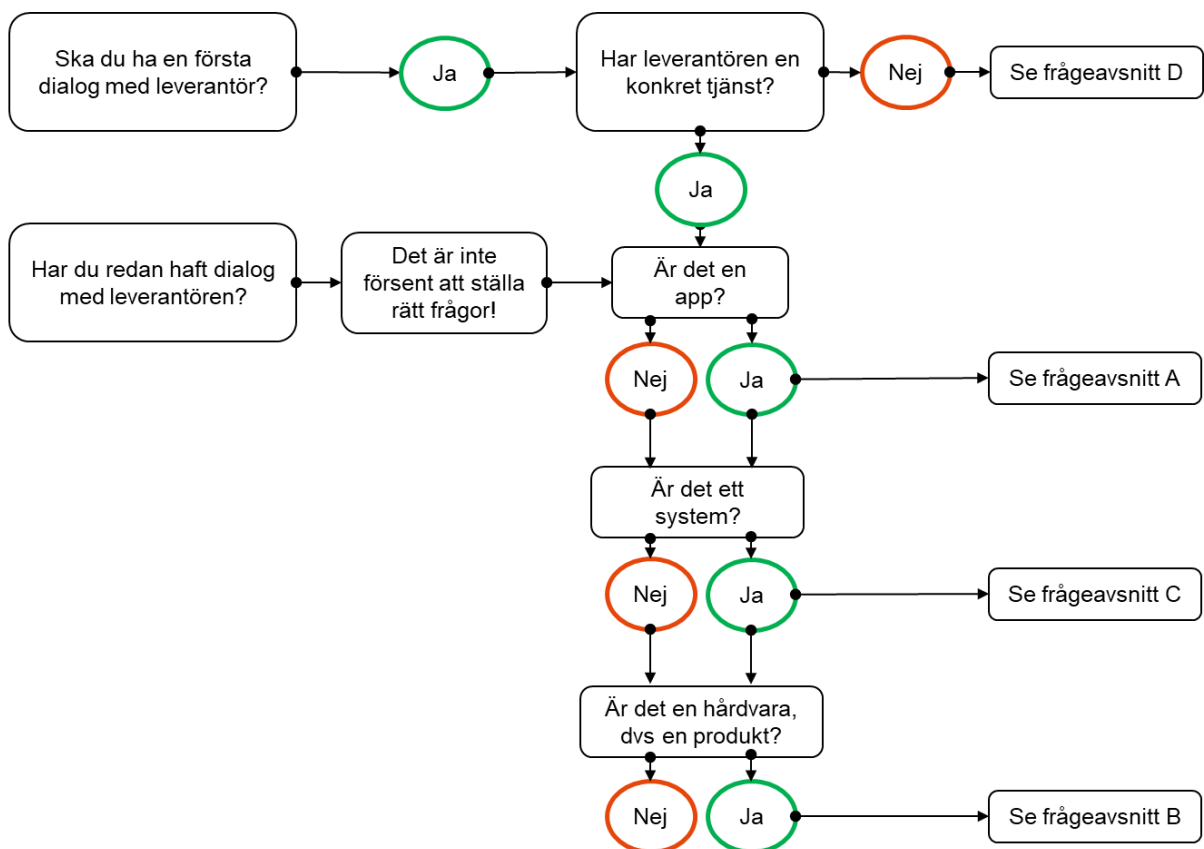 Ska du ha en första
dialog med leverantör?
Ja
Har leverantören en
konkret tjänst?
Nej
Se frågeavsnitt D
Ja
Har du redan haft dialog
med leverantören?
Det är inte
försent att ställa
rätt frågor!
Är det en
app?
Nej
Ja
Se frågeavsnitt A
Är det ett
system?
Nej
Ja
Se frågeavsnitt C
Är det en hårdvara,
dvs en produkt?
Nej
Ja
Se frågeavsnitt B